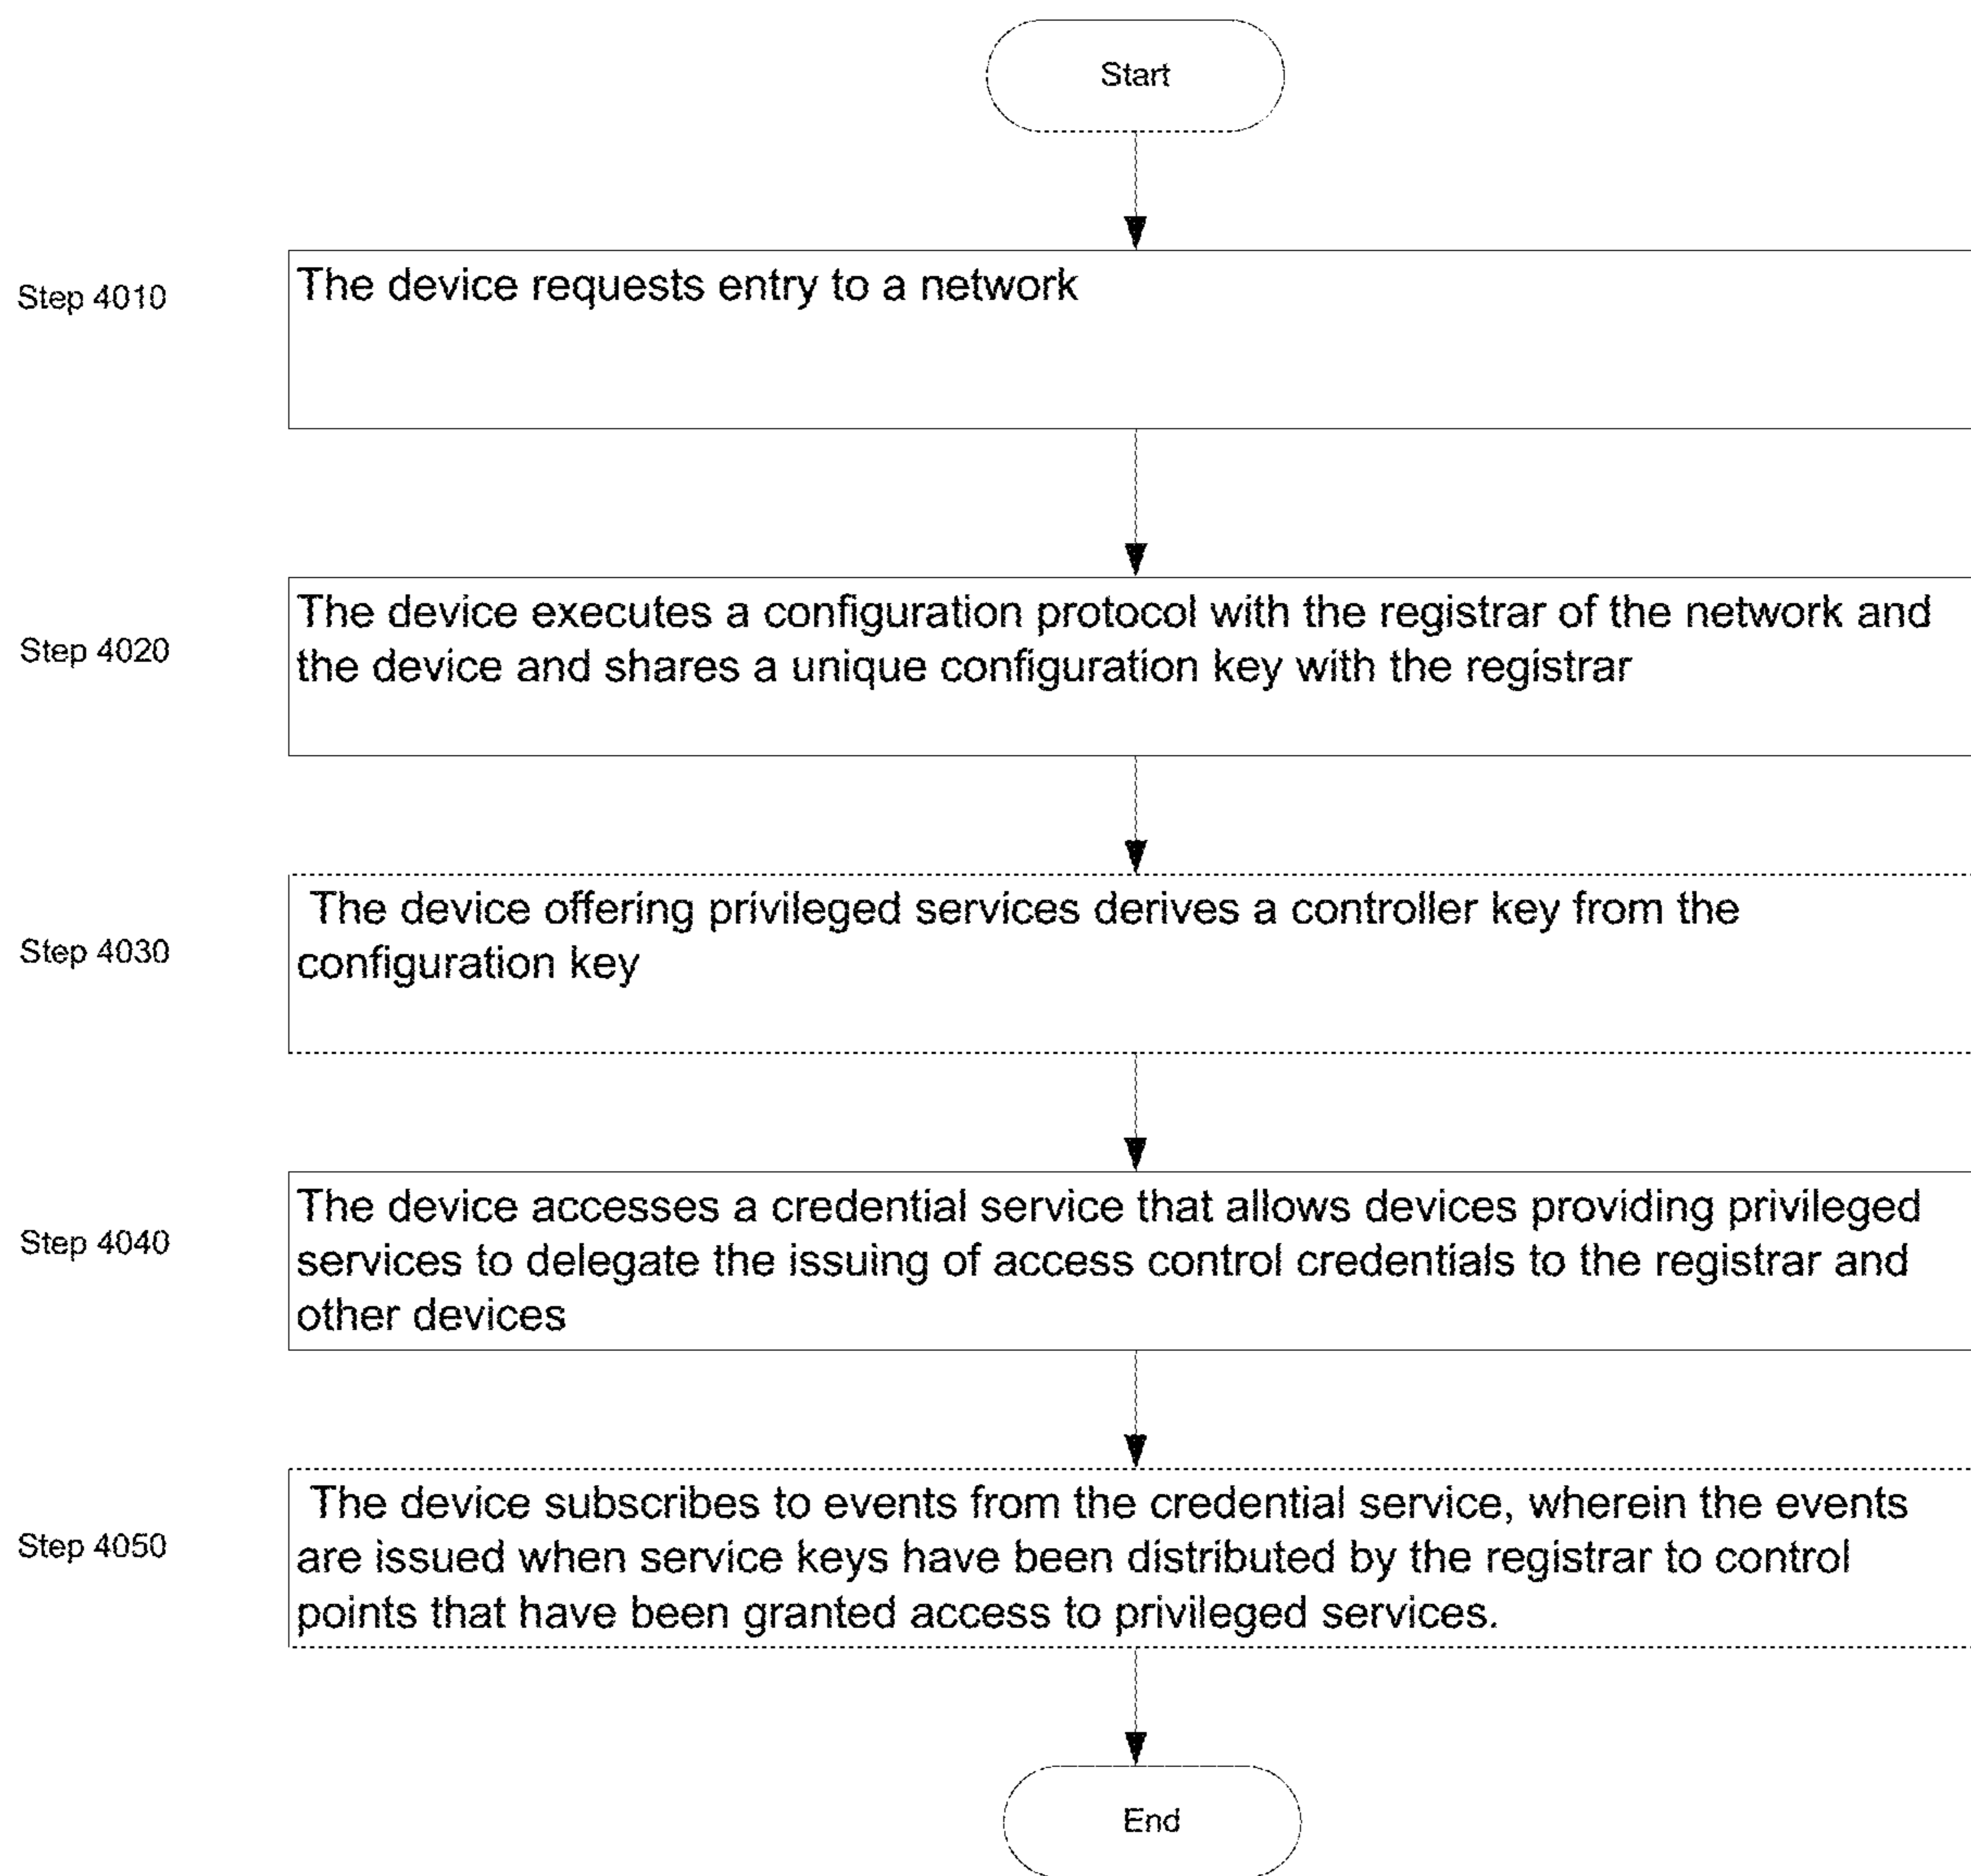 Start
Step 4010
The device requests entry to a network
Step 4020
The device executes a configuration protocol with the registrar of the network and
the device and shares a unique configuration key with the registrar
Step 4030
The device offering privileged services derives a controller key from the
configuration key
Step 4040
The device accesses a credential service that allows devices providing privileged
services to delegate the issuing of access control credentials to the registrar and
other devices
Step 4050
The device subscribes to events from the credential service, wherein the events
are issued when service keys have been distributed by the registrar to control
points that have been granted access to privileged services.
End